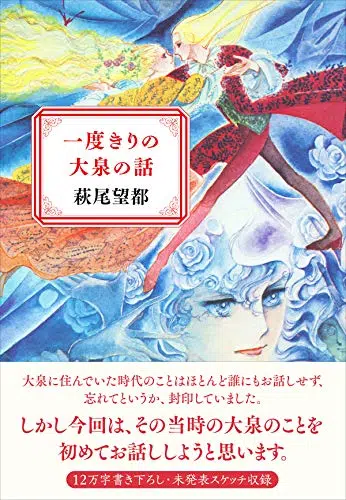 一度きりの
大泉の話
萩尾望都
大泉に住んでいた時代のことはほとんど誰にもお話しせず、
忘れてというか、封印していました。
しかし今回は、その当時の大泉のことを
初めてお話ししようと思います。
12万字書き下ろし・未発表スケッチ収録